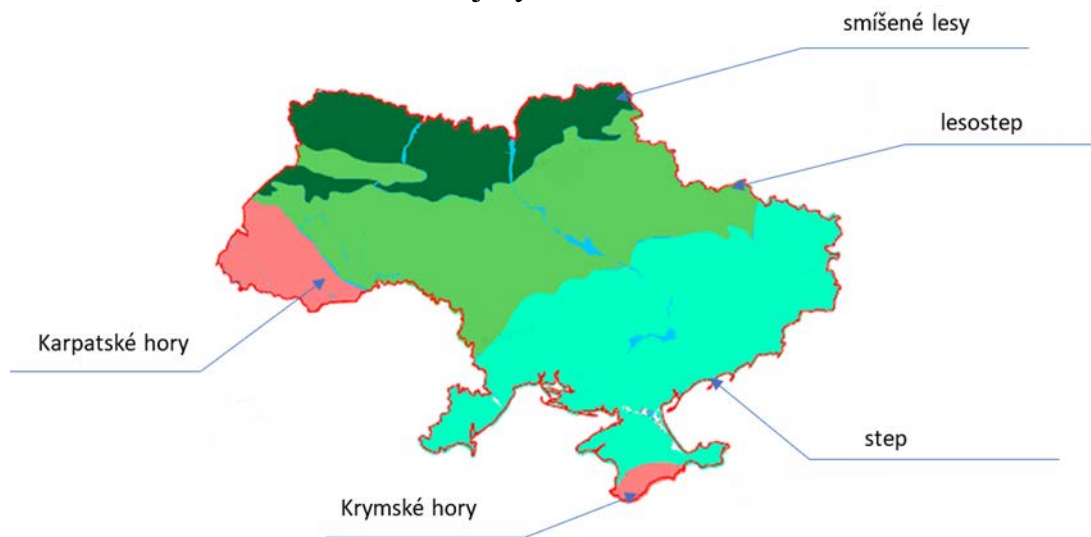 smíšené lesy
lesostep
Karpatské hory
step
Krymské hory